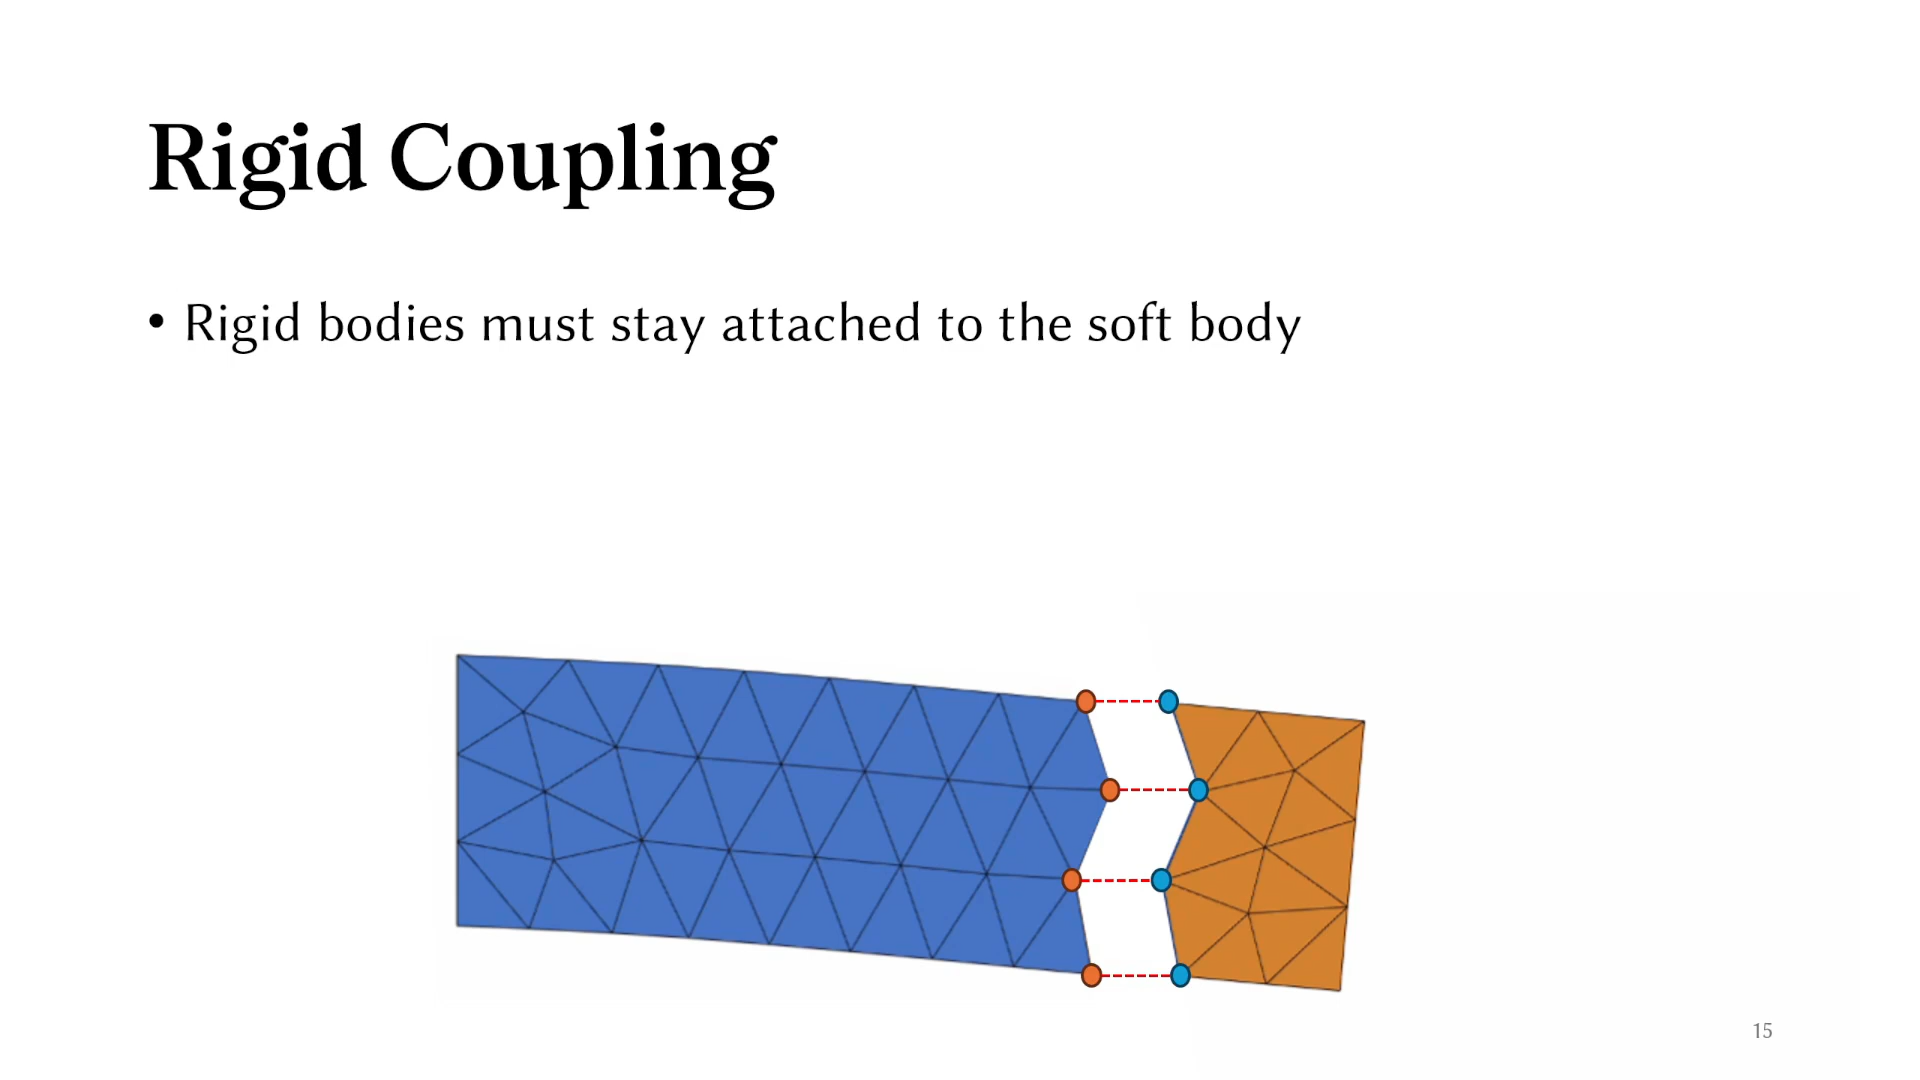 Rigid Coupling
• Rigid bodies must stay attached to the soft body
15